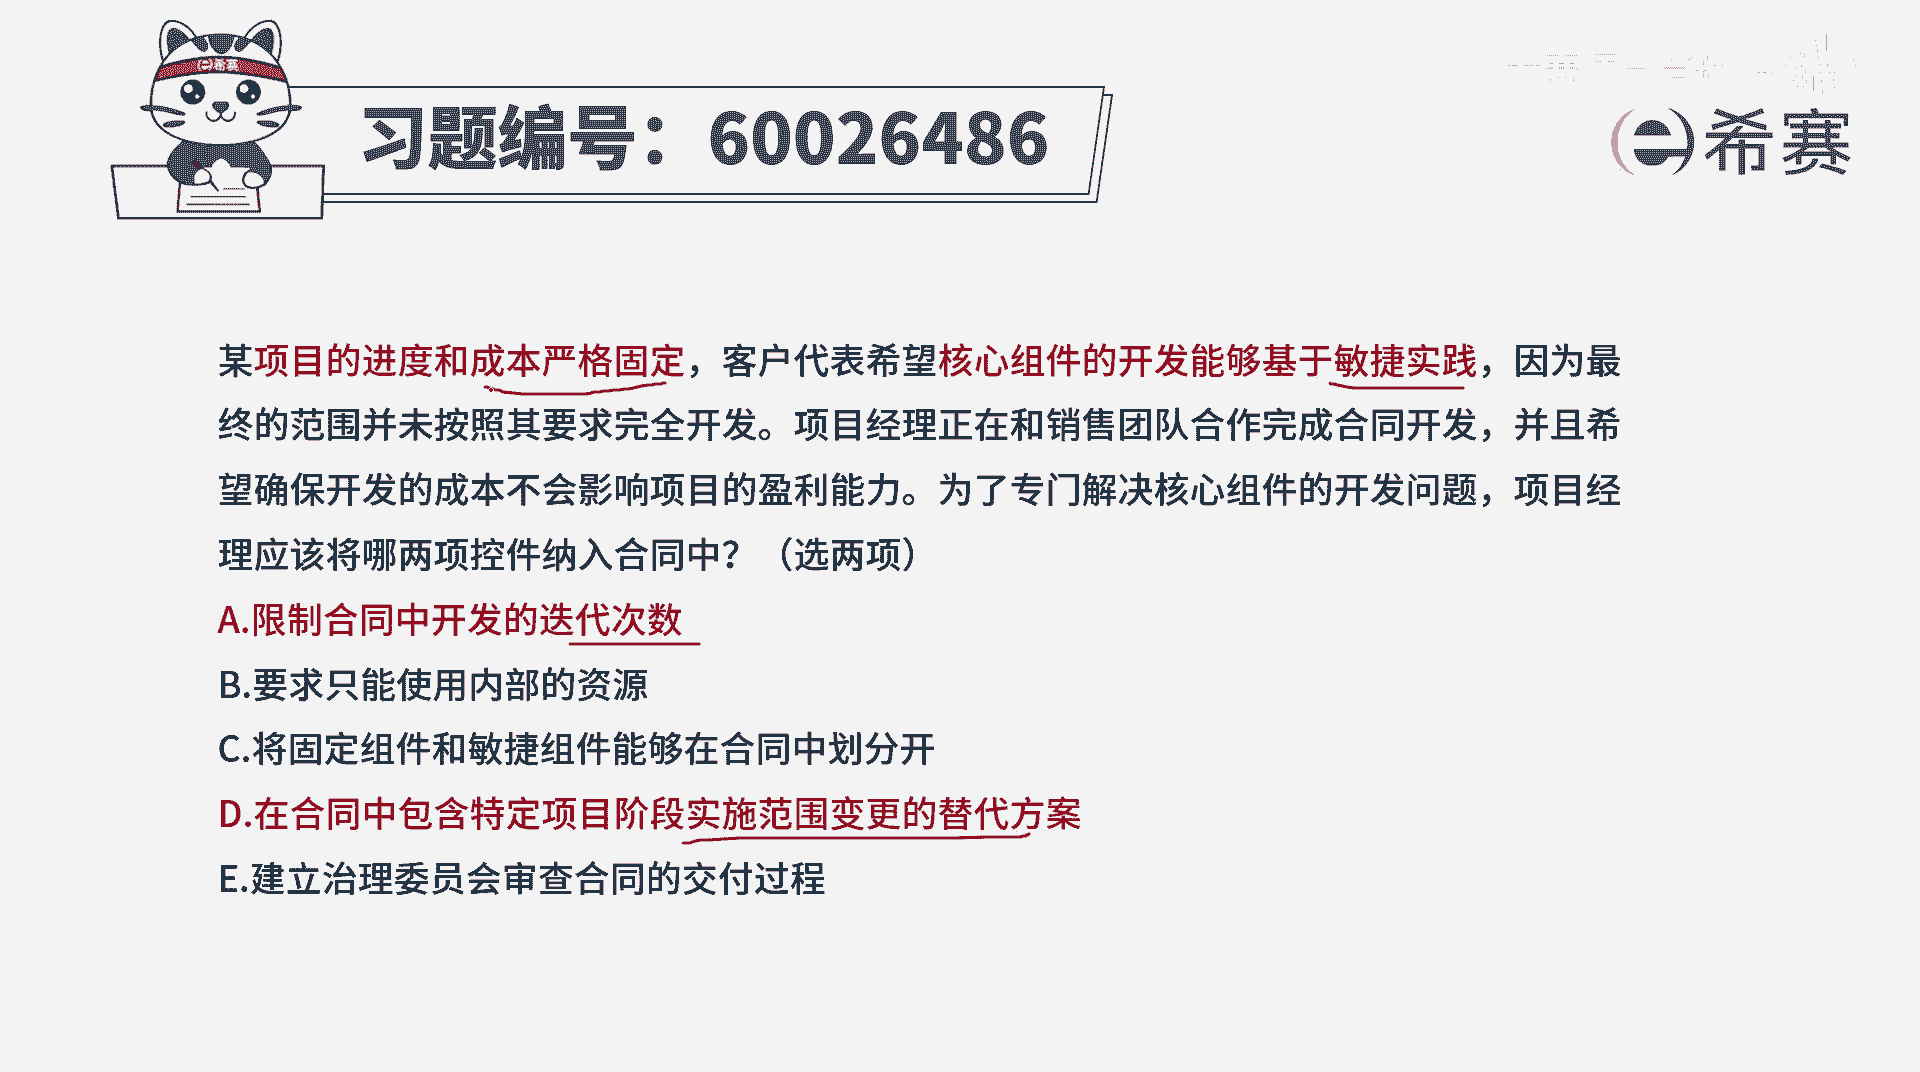 希赛
习题编号：60026486
希赛
某项目的进度和成本严格固定，客户代表希望核心组件的开发能够基于敏捷实践，因为最
终的范围并未按照其要求完全开发。项目经理正在和销售团队合作完成合同开发，并且希
望确保开发的成本不会影响项目的盈利能力。为了专门解决核心组件的开发问题，项目经
理应该将哪两项控件纳入合同中？（选两项）
A.限制合同中开发的迭代次数
B.要求只能使用内部的资源
C.将固定组件和敏捷组件能够在合同中划分开
D.在合同中包含特定项目阶段实施范围变更的替代方案
E.建立治理委员会审查合同的交付过程